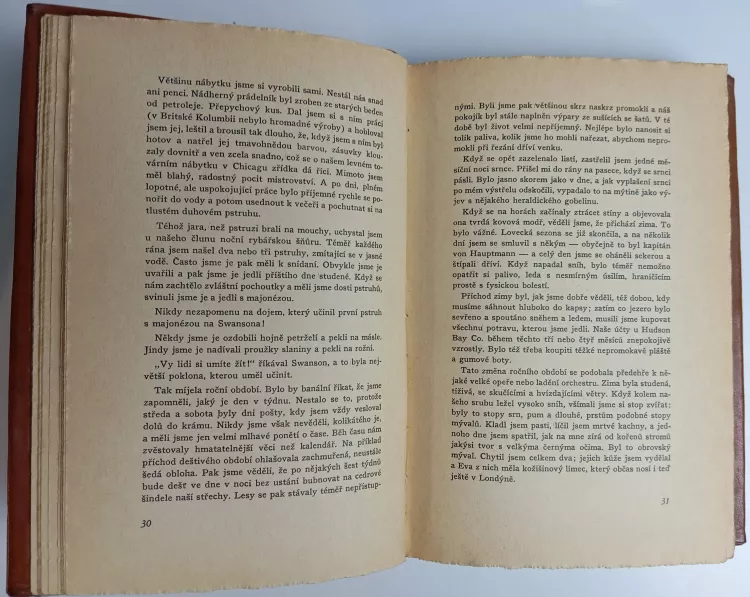 Většinu nábytku jsme si vyrobili sami. Nestál nás snad
ani penci. Nádherný prádelník byl zroben ze starých beden
od petroleje. Přepychový kus. Dal jsem si s ním práci
(v Britské Kolumbii nebylo hromadné výroby) a hobloval
jsem jej, leštil a brousil tak dlouho, že, když jsem s ním byl
hotov a natřel jej tmavohnědou barvou, zásuvky klou-
zaly dovnitř a ven zcela snadno, což se o našem levném to-
várním nábytku v Chicagu zřídka dá říci. Mimoto jsem
měl blahý, radostný pocit mistrovství. A po dni, plném
lopotné, ale uspokojující práce bylo příjemné rychle se po-
nořit do vody a potom usednout k večeři a pochutnat si na
tlustém duhovém pstruhu.
Téhož jara, než pstruzi brali na mouchy, uchystal jsem
u našeho člunu noční rybářskou šňůru. Téměř každého
rána jsem našel dva nebo tři pstruhy, zmítající se v jasné
vodě. Často jsme je pak měli k snídani. Obvykle jsme je
uvařili a pak jsme je jedli příštího dne studené. Když se
nám zachtělo zvláštní pochoutky a měli jsme dosti pstruhů,
svinuli jsme je a jedli s majonézou.
Nikdy nezapomenu na dojem, který učinil první pstruh
s majonézou na Swansona!
Někdy jsme je ozdobili hojně petrželí a pekli na másle.
Jindy jsme je nadívali proužky slaniny a pekli na rožni.
„Vy lidi si umíte žít!“ říkával Swanson, a to byla nej-
větší poklona, kterou uměl učinit.
Tak míjela roční období. Bylo by banální říkat, že jsme
zapomněli, jaký je den v týdnu. Nestalo se to, protože
středa a sobota byly dni pošty, kdy jsem vždy vesloval
dolů do krámu. Nikdy jsme však nevěděli, kolikátého je,
a měli jsme jen velmi mlhavé ponětí o čase. Běh času nám
zvěstovaly hmatatelnější věci než kalendář. Na příklad
příchod deštivého období ohlašovala zachmuřená, neustále
šedá obloha. Pak jsme věděli, že po nějakých šest týdnů
bude dešť ve dne v noci bez ustání bubnovat na cedrové
šindele naší střechy. Lesy se pak stávaly téměř nepřístup-
30
nými. Byli jsme pak většinou skrz naskrz promoklí a náš
pokojík byl stále naplněn výpary ze sušících se šatů. V té
době byl život velmi nepříjemný. Nejlépe bylo nanosit si
tolik paliva, kolik jsme ho mohli nařezat, abychom nepro-
mokli při řezání dříví venku.
Když se opět zazelenalo listí, zastřelil jsem jedné mě-
síční noci srnce. Přišel mi do rány na pasece, když se srnci
pásli. Bylo jasno skorem jako v dne, a jak vyplašení srnci
po mém výstřelu odskočili, vypadalo to na mýtině jako vý-
jev s nějakého heraldického gobelinu.
Když se na horách začínaly ztrácet stíny a objevovala
ona tvrdá kovová modř, věděli jsme, že přichází zima. To
bylo vážné. Lovecká sezona se již skončila, a na několik
dní jsem se smluvil s někým — obyčejně to byl kapitán
von Hauptmann — a celý den jsme se oháněli sekerou a
štípali dříví. Když napadal sníh, bylo téměř nemožno
opatřit si palivo, leda s nesmírným úsilím, hraničícím
prostě s fysickou bolestí.
Příchod zimy byl, jak jsme dobře věděli, též dobou, kdy
musíme sáhnout hluboko do kapsy; zatím co jezero bylo
sevřeno a spoutáno sněhem a ledem, musili jsme kupovat
všechnu potravu, kterou jsme jedli. Naše účty u Hudson
Bay Co. během těchto tří nebo čtyř měsíců znepokojivě
vzrostly. Bylo též třeba koupiti těžké nepromokavé pláště
a gumové boty.
Tato změna ročního období se podobala předehře k ně-
jaké velké opeře nebo ladění orchestru. Zima byla studená,
tíživá, se skučícími a hvízdajícími větry. Když kolem na-
šeho srubu ležel vysoko sníh, všímali jsme si stop zvířat:
byly to stopy srn, pum a dlouhé, prstům podobné stopy
mývalů. Kladl jsem pasti, líčil jsem mrtvé kachny, a jed-
noho dne jsem spatřil, jak na mne zírá od kořenů stromů
jakýsi tvor s velkýma černýma očima. Byl to obrovský
mýval. Chytil jsem celkem dva; jejich kůže jsem vydělal
a Eva z nich měla kožišinový límec, který občas nosí i teď
ještě v Londýně.
31